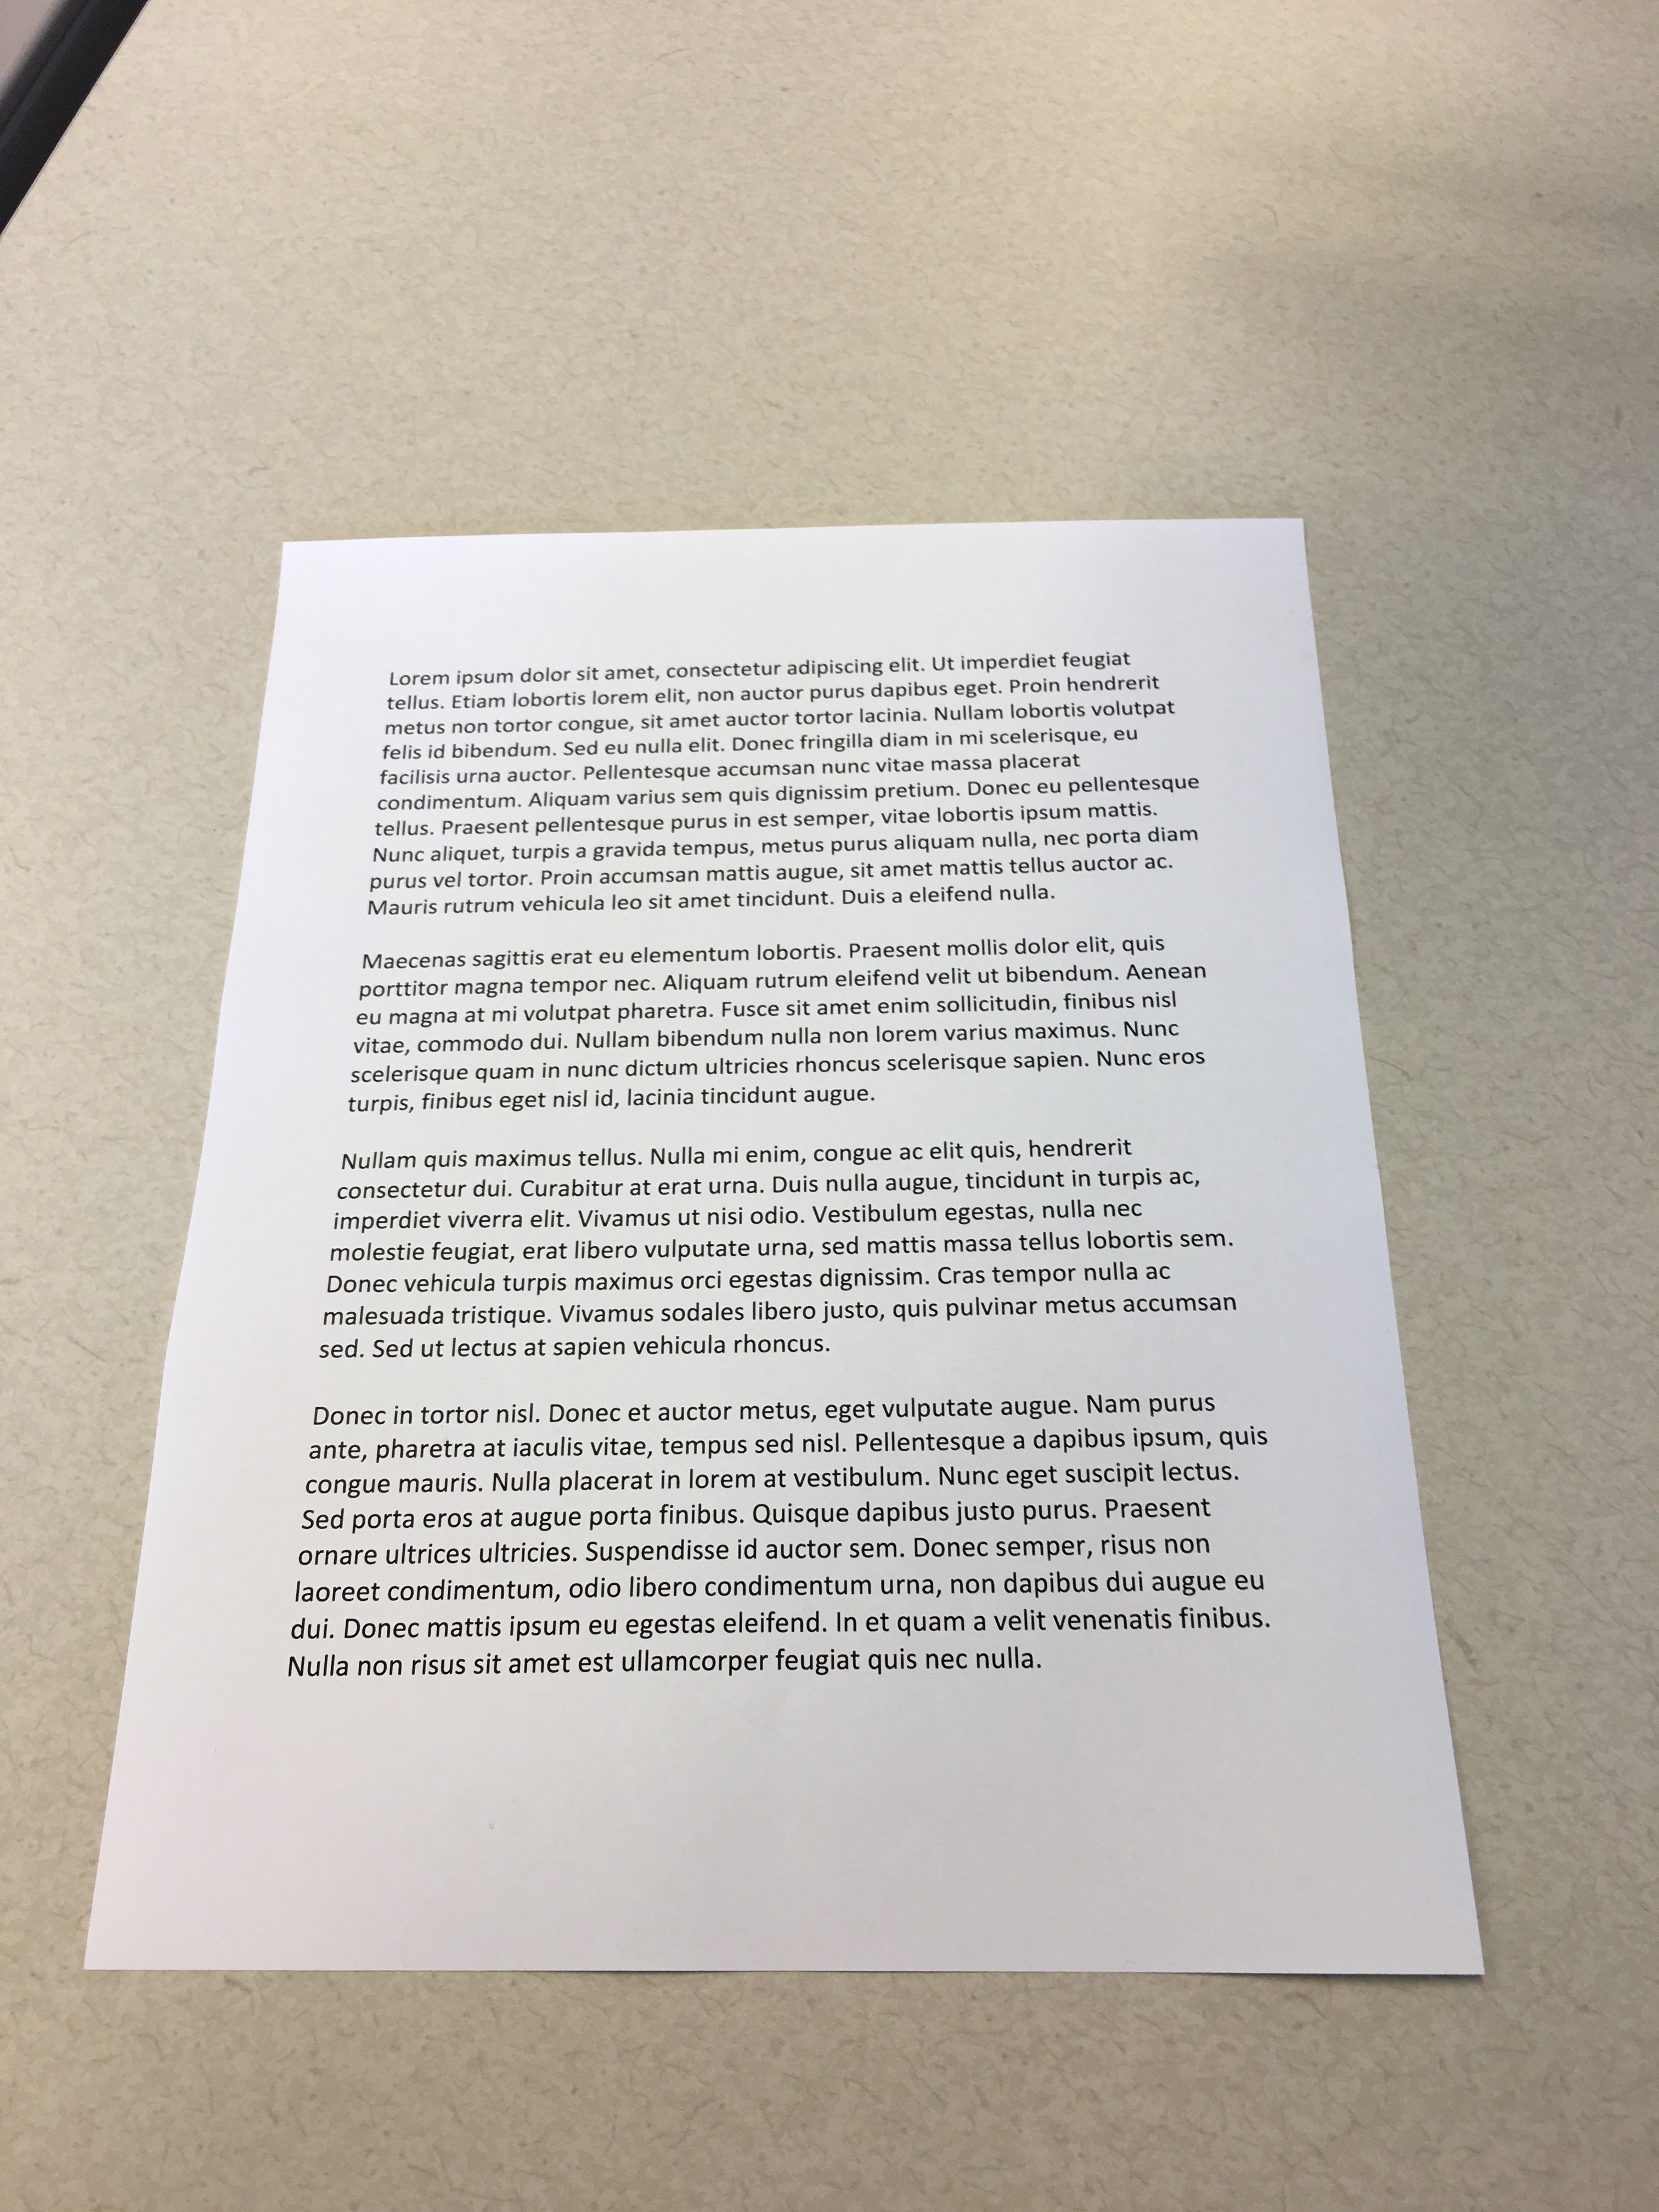 Lorem ipsum dolor sit amet, consectetur adipiscing elit. Ut imperdiet feugiat
tellus. Etiam lobortis lorem elit, non auctor purus dapibus eget. Proin hendrerit
metus non tortor congue, sit amet auctor tortor lacinia. Nullam lobortis volutpat
felis id bibendum. Sed eu nulla elit. Donec fringilla diam in mi scelerisque, eu
facilisis urna auctor. Pellentesque accumsan nunc vitae massa placerat
condimentum. Aliquam varius sem quis dignissim pretium. Donec eu pellentesque
tellus. Praesent pellentesque purus in est semper, vitae lobortis ipsum mattis.
Nunc aliquet, turpis a gravida tempus, metus purus aliquam nulla, nec porta diam
purus vel tortor. Proin accumsan mattis augue, sit amet mattis tellus auctor ac.
Mauris rutrum vehicula leo sit amet tincidunt. Duis a eleifend nulla.
Maecenas sagittis erat eu elementum lobortis. Praesent mollis dolor elit, quis
porttitor magna tempor nec. Aliquam rutrum eleifend velit ut bibendum. Aenean
eu magna at mi volutpat pharetra. Fusce sit amet enim sollicitudin, finibus nisl
vitae, commodo dui. Nullam bibendum nulla non lorem varius maximus. Nunc
scelerisque quam in nunc dictum ultricies rhoncus scelerisque sapien. Nunc eros
turpis, finibus eget nisl id, lacinia tincidunt augue.
Nullam quis maximus tellus. Nulla mi enim, congue ac elit quis, hendrerit
consectetur dui. Curabitur at erat urna. Duis nulla augue, tincidunt in turpis ac,
imperdiet viverra elit. Vivamus ut nisi odio. Vestibulum egestas, nulla nec
molestie feugiat, erat libero vulputate urna, sed mattis massa tellus lobortis sem.
Donec vehicula turpis maximus orci egestas dignissim. Cras tempor nulla ac
malesuada tristique. Vivamus sodales libero justo, quis pulvinar metus accumsan
sed. Sed ut lectus at sapien vehicula rhoncus.
Donec in tortor nisl. Donec et auctor metus, eget vulputate augue. Nam purus
ante, pharetra at iaculis vitae, tempus sed nisl. Pellentesque a dapibus ipsum, quis
congue mauris. Nulla placerat in lorem at vestibulum. Nunc eget suscipit lectus.
Sed porta eros at augue porta finibus. Quisque dapibus justo purus. Praesent
ornare ultrices ultricies. Suspendisse id auctor sem. Donec semper, risus non
laoreet condimentum, odio libero condimentum urna, non dapibus dui augue eu
dui. Donec mattis ipsum eu egestas eleifend. In et quam a velit venenatis finibus.
Nulla non risus sit amet est ullamcorper feugiat quis nec nulla.